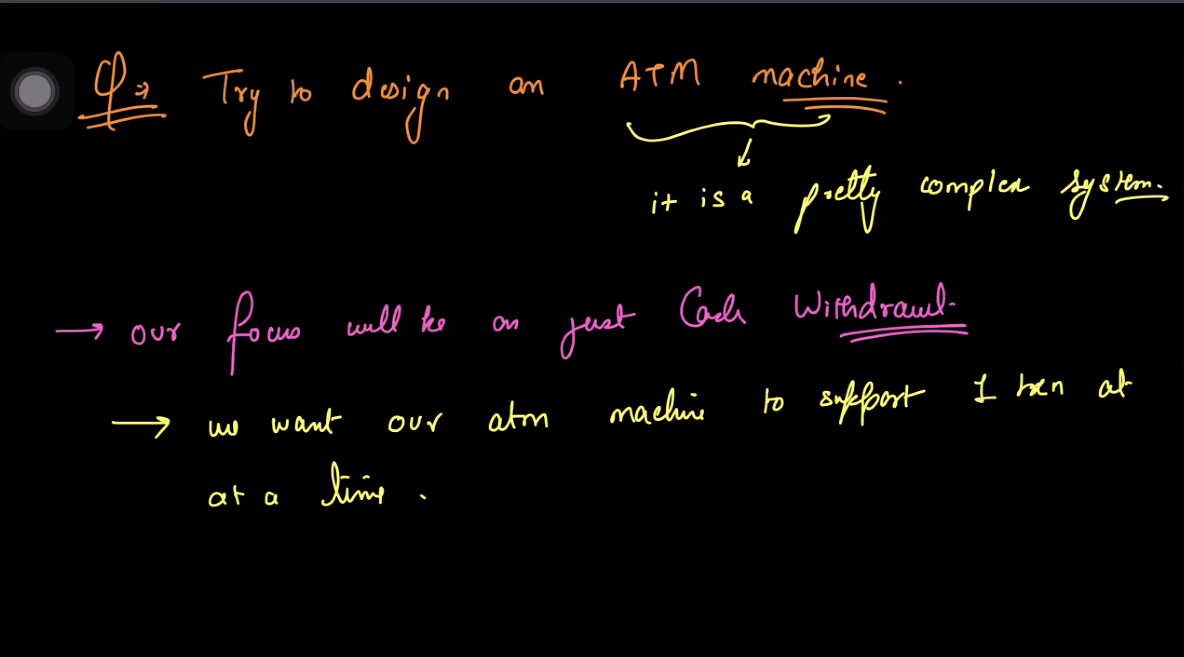 Q→ Try to design an ATM machine.
it is a pretty complex system.
→ our focus will be on just Cash Withdrawl.
→ we want our atm machine to support 1 txn at
at a time.